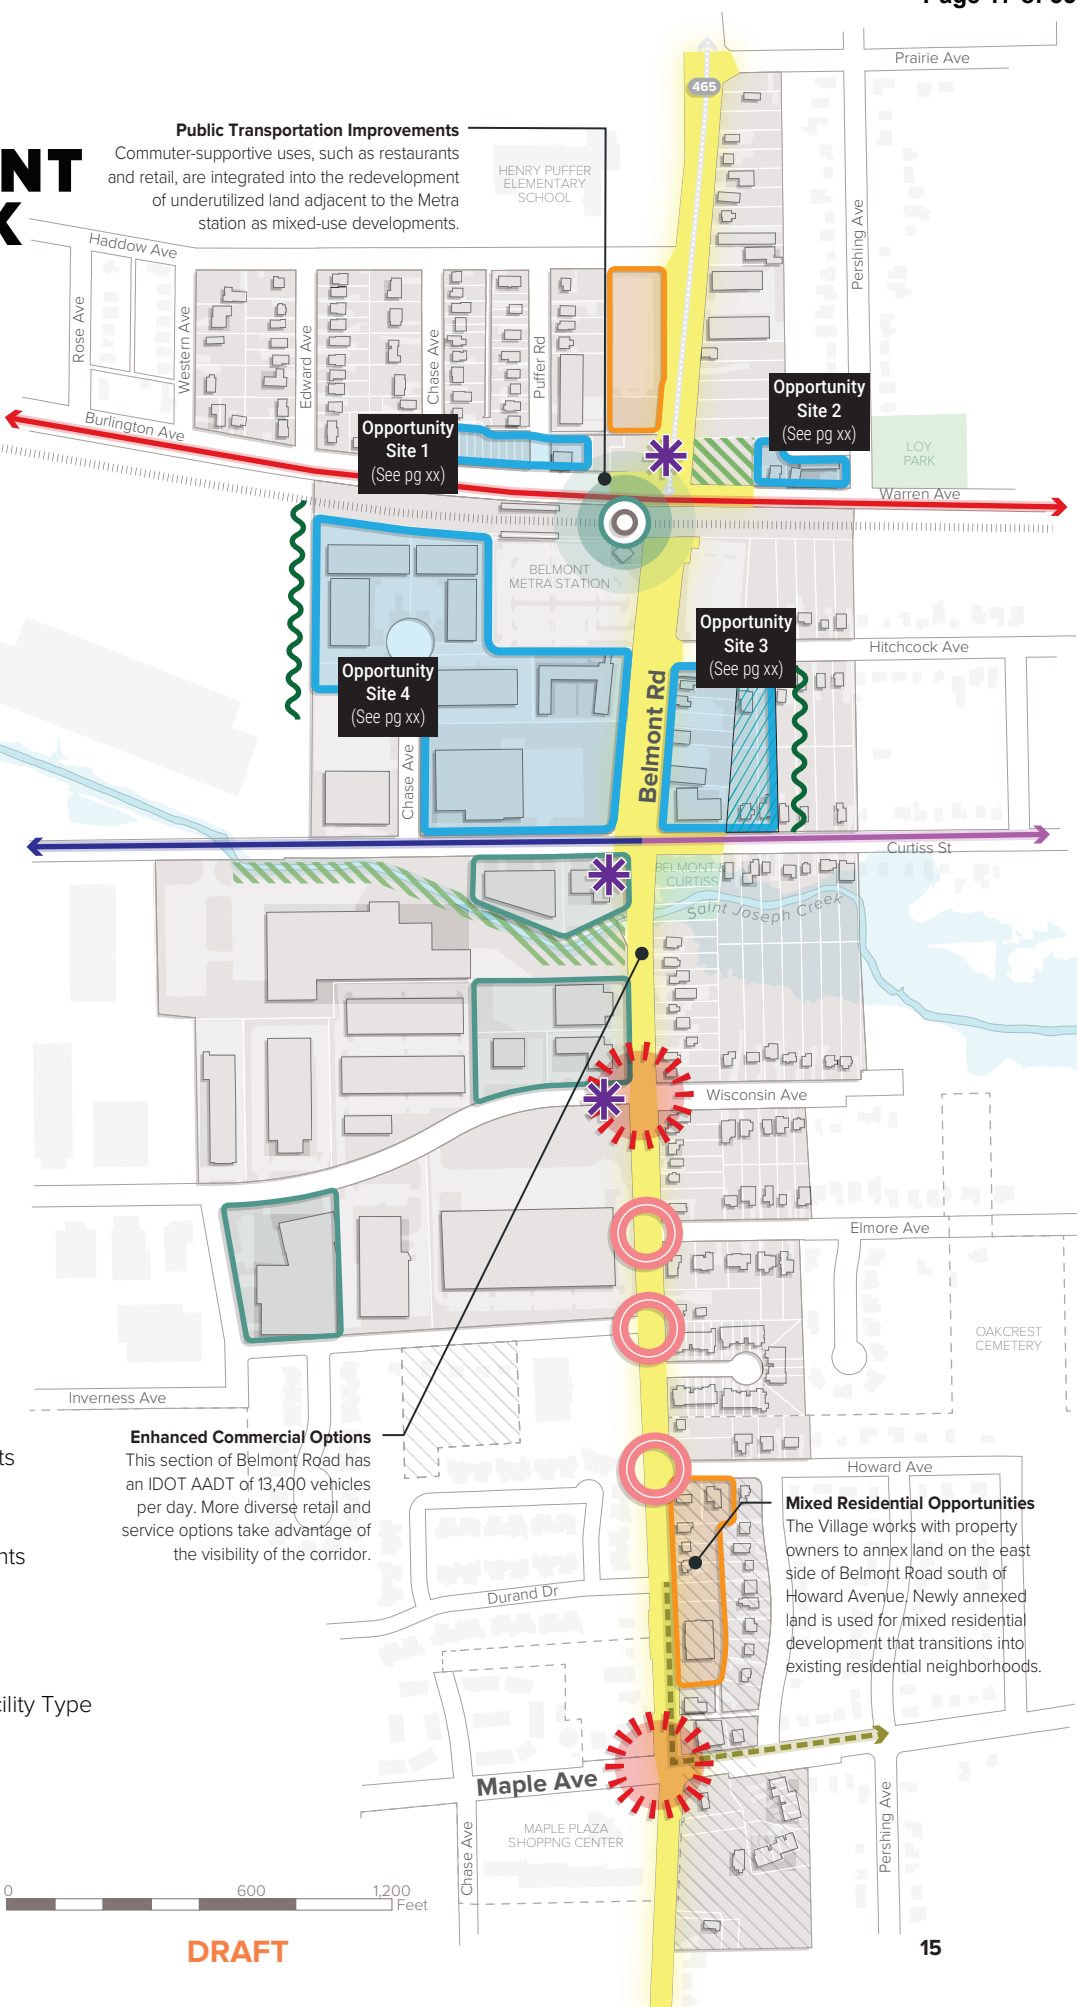 Prairie Ave
465
Public Transportation Improvements
Commuter-supportive uses, such as restaurants
and retail, are integrated into the redevelopment
of underutilized land adjacent to the Metra
station as mixed-use developments.
HENRY PUFFER
ELEMENTARY
SCHOOL
NT
K
Haddow Ave
Rose Ave
Western Ave
Edward Ave
Chase Ave
Puffer Rd
Pershing Ave
Burlington Ave
Opportunity
Site 1
(See pg xx)
Opportunity
Site 2
(See pg xx)
LOY
PARK
Warren Ave
BELMONT
METRA STATION
Opportunity
Site 3
(See pg xx)
Hitchcock Ave
Opportunity
Site 4
(See pg xx)
Belmont Rd
Chase Ave
Curtiss St
BELMONT &
CURTISS
Saint Joseph Creek
Wisconsin Ave
Elmore Ave
OAKCREST
CEMETERY
Inverness Ave
ts
Enhanced Commercial Options
This section of Belmont Road has
an IDOT AADT of 13,400 vehicles
per day. More diverse retail and
service options take advantage of
the visibility of the corridor.
nts
Howard Ave
Mixed Residential Opportunities
The Village works with property
owners to annex land on the east
side of Belmont Road south of
Howard Avenue. Newly annexed
land is used for mixed residential
development that transitions into
existing residential neighborhoods.
Durand Dr
cility Type
Maple Ave
MAPLE PLAZA
SHOPPNG CENTER
Chase Ave
Pershing Ave
0 600 1,200
Feet
DRAFT
15